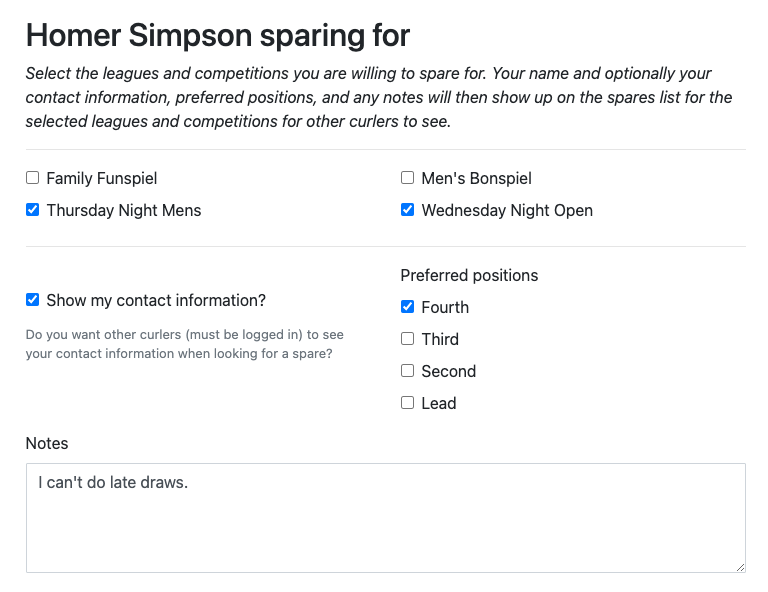 Homer Simpson sparing for
Select the leagues and competitions you are willing to spare for. Your name and optionally your
contact information, preferred positions, and any notes will then show up on the spares list for the
selected leagues and competitions for other curlers to see.
Family Funspiel
Men's Bonspiel
Thursday Night Mens
Wednesday Night Open
Show my contact information?
Do you want other curlers (must be logged in) to see
your contact information when looking for a spare?
Preferred positions
Fourth
Third
Second
Lead
Notes
I can't do late draws.